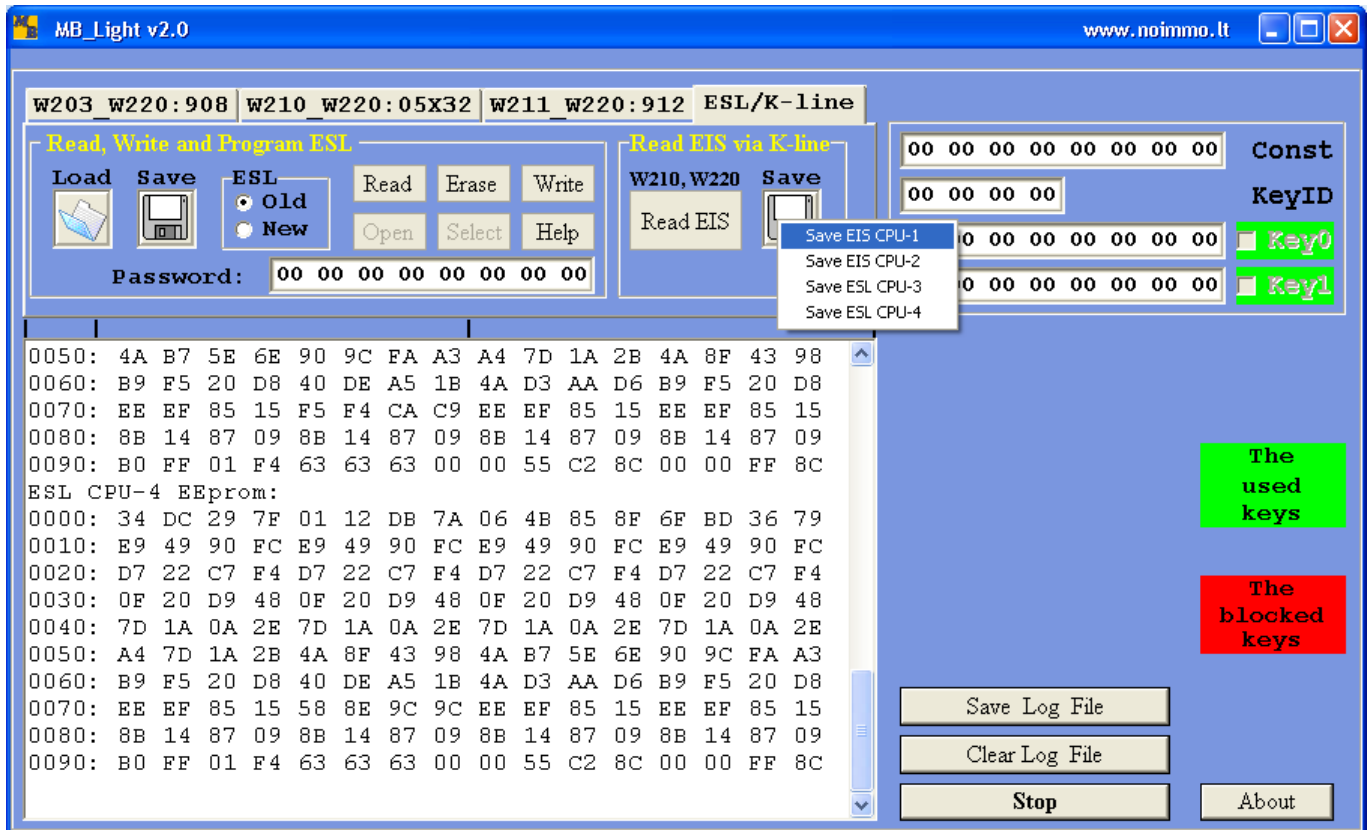 MB_Light v2.0 www.noimmo.lt
W203_W220:908 W210_W220:05X32 W211_W220:912 ESL/K-line
Read, Write and Program ESL
Load Save ESL Old New Read Erase Write
Open Select Help
Password: 00 00 00 00 00 00 00 00
Read EIS via K-line
W210, W220 Save
Read EIS
Save EIS CPU-1
Save EIS CPU-2
Save ESL CPU-3
Save ESL CPU-4
00 00 00 00 00 00 00 00 Const
00 00 00 00 KeyID
00 00 00 00 00 00 00 Key0
00 00 00 00 00 00 00 Key1
0050: 4A B7 5E 6E 90 9C FA A3 A4 7D 1A 2B 4A 8F 43 98
0060: B9 F5 20 D8 40 DE A5 1B 4A D3 AA D6 B9 F5 20 D8
0070: EE EF 85 15 F5 F4 CA C9 EE EF 85 15 EE EF 85 15
0080: 8B 14 87 09 8B 14 87 09 8B 14 87 09 8B 14 87 09
0090: B0 FF 01 F4 63 63 63 00 00 55 C2 8C 00 00 FF 8C
ESL CPU-4 EEprom:
0000: 34 DC 29 7F 01 12 DB 7A 06 4B 85 8F 6F BD 36 79
0010: E9 49 90 FC E9 49 90 FC E9 49 90 FC E9 49 90 FC
0020: D7 22 C7 F4 D7 22 C7 F4 D7 22 C7 F4 D7 22 C7 F4
0030: 0F 20 D9 48 0F 20 D9 48 0F 20 D9 48 0F 20 D9 48
0040: 7D 1A 0A 2E 7D 1A 0A 2E 7D 1A 0A 2E 7D 1A 0A 2E
0050: A4 7D 1A 2B 4A 8F 43 98 4A B7 5E 6E 90 9C FA A3
0060: B9 F5 20 D8 40 DE A5 1B 4A D3 AA D6 B9 F5 20 D8
0070: EE EF 85 15 58 8E 9C 9C EE EF 85 15 EE EF 85 15
0080: 8B 14 87 09 8B 14 87 09 8B 14 87 09 8B 14 87 09
0090: B0 FF 01 F4 63 63 63 00 00 55 C2 8C 00 00 FF 8C
The
used
keys
The
blocked
keys
Save Log File
Clear Log File
Stop
About